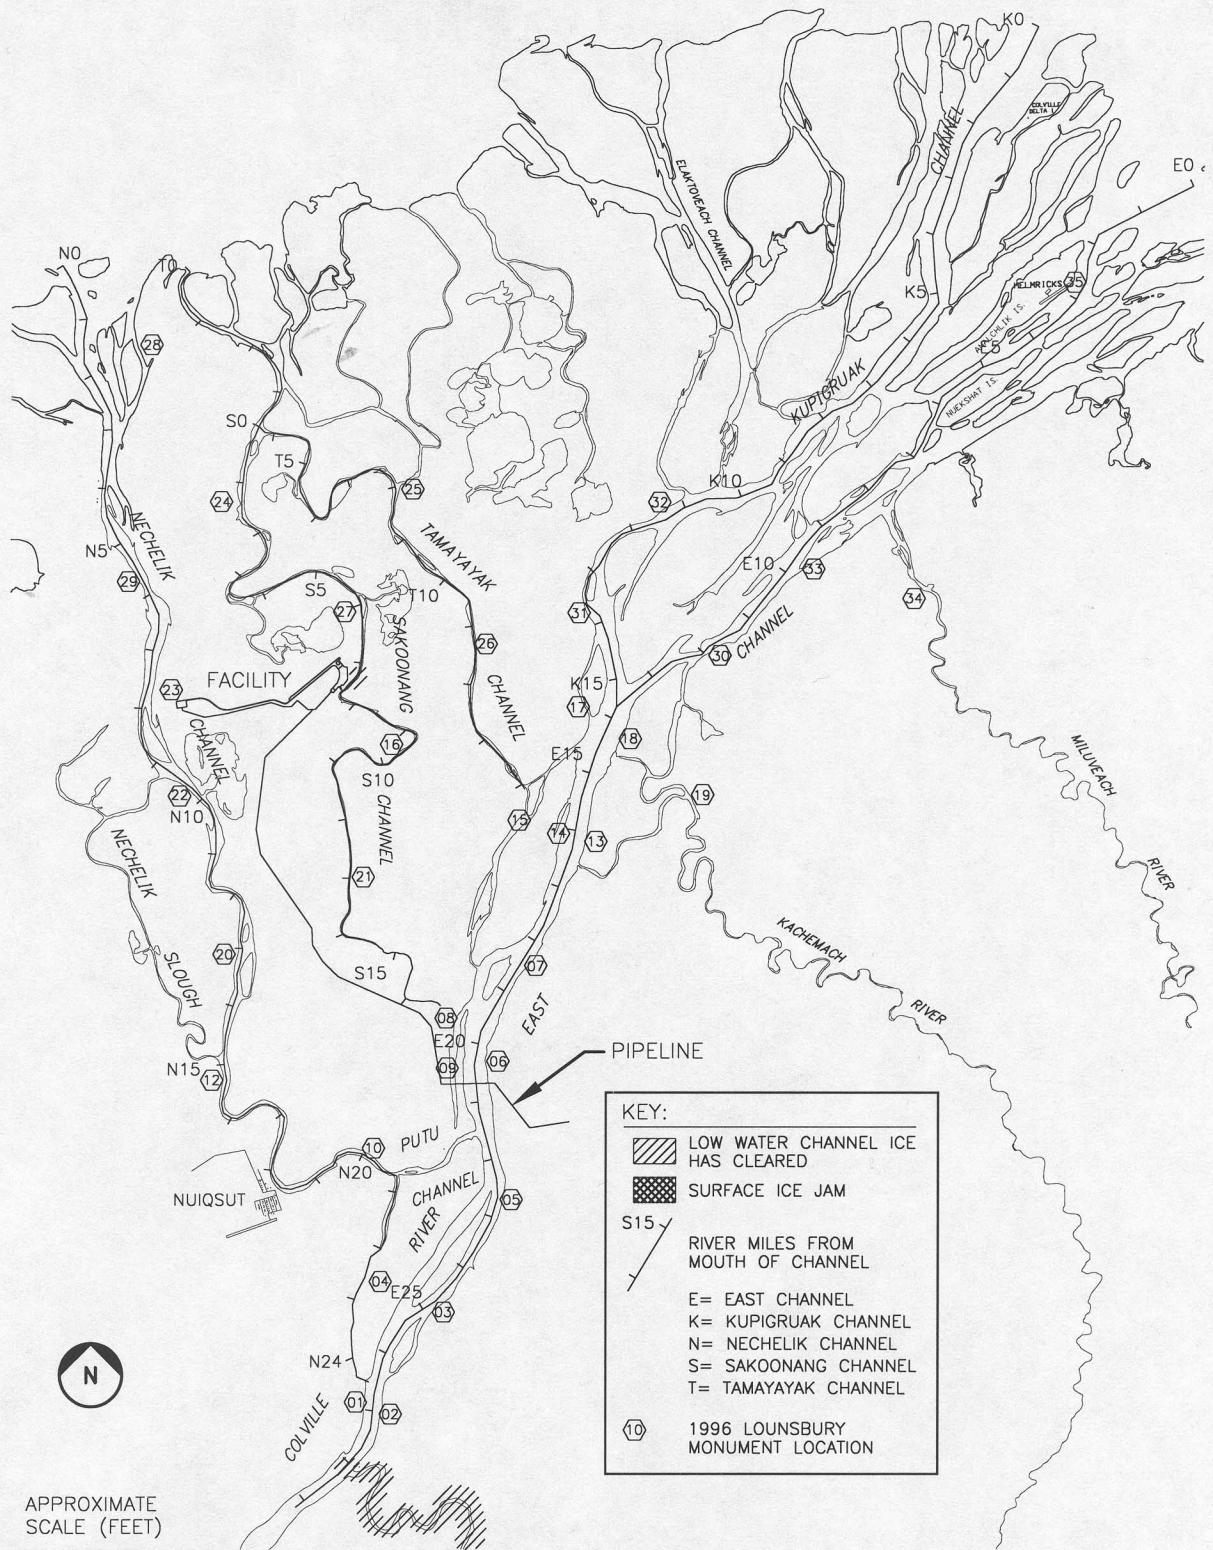 K0
COLVILLE
DELTA 1
CHANNEL
E0
ELAKTOVEACH CHANNEL
N0
T0
HELMRICKS
35
K5
ANACHLIK IS.
E5
28
NUEKSHAT IS.
KUPIGRUAK
S0
T5
K10
25
24
32
NECHELIK
TAMAYAYAK
N5
E10
33
29
S5
T10
34
27
31
SAKOONANG
26
CHANNEL
30
FACILITY
K15
23
CHANNEL
17
CHANNEL
18
16
E15
MILUVEACH
S10
22
19
N10
CHANNEL
15
14
13
NECHELIK
21
RIVER
KACHEMACH
20
SLOUGH
07
S15
RIVER
08
EAST
E20
PIPELINE
N15
09
06
12
PUTU
10
N20
NUIQSUT
CHANNEL
05
RIVER
04
E25
03
N24
N
01
02
COLVILLE
KEY:
LOW WATER CHANNEL ICE
HAS CLEARED
SURFACE ICE JAM
S15
RIVER MILES FROM
MOUTH OF CHANNEL
E= EAST CHANNEL
K= KUPIGRUAK CHANNEL
N= NECHELIK CHANNEL
S= SAKOONANG CHANNEL
T= TAMAYAYAK CHANNEL
10
1996 LOUNSBURY
MONUMENT LOCATION
APPROXIMATE
SCALE (FEET)